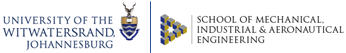 UNIVERSITY OF THE
WITWATERSRAND,
JOHANNESBURG
SCHOOL OF MECHANICAL,
INDUSTRIAL & AERONAUTICAL
ENGINEERING